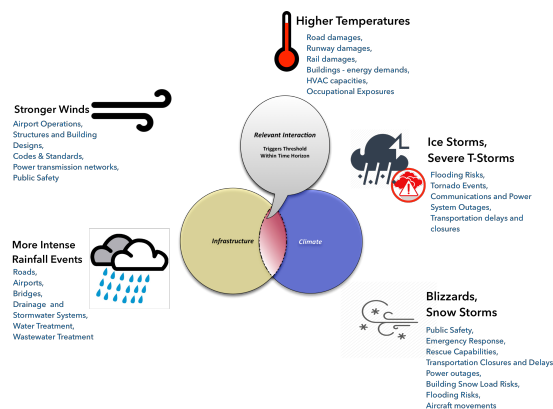 Higher Temperatures
Road damages,
Runway damages,
Rail damages,
Buildings - energy demands,
HVAC capacities,
Occupational Exposures
Stronger Winds
Airport Operations,
Structures and Building
Designs,
Codes & Standards,
Power transmission networks,
Public Safety
Relevant Interaction
Triggers Threshold
Within Time Horizon
Ice Storms,
Severe T-Storms
Flooding Risks,
Tornado Events,
Communications and Power
System Outages,
Transportation delays and
closures
Infrastructure
Climate
More Intense
Rainfall Events
Roads,
Airports,
Bridges,
Drainage and
Stormwater Systems,
Water Treatment,
Wastewater Treatment
Blizzards,
Snow Storms
Public Safety,
Emergency Response,
Rescue Capabilities,
Transportation Closures and Delays
Power outages,
Building Snow Load Risks,
Flooding Risks,
Aircraft movements